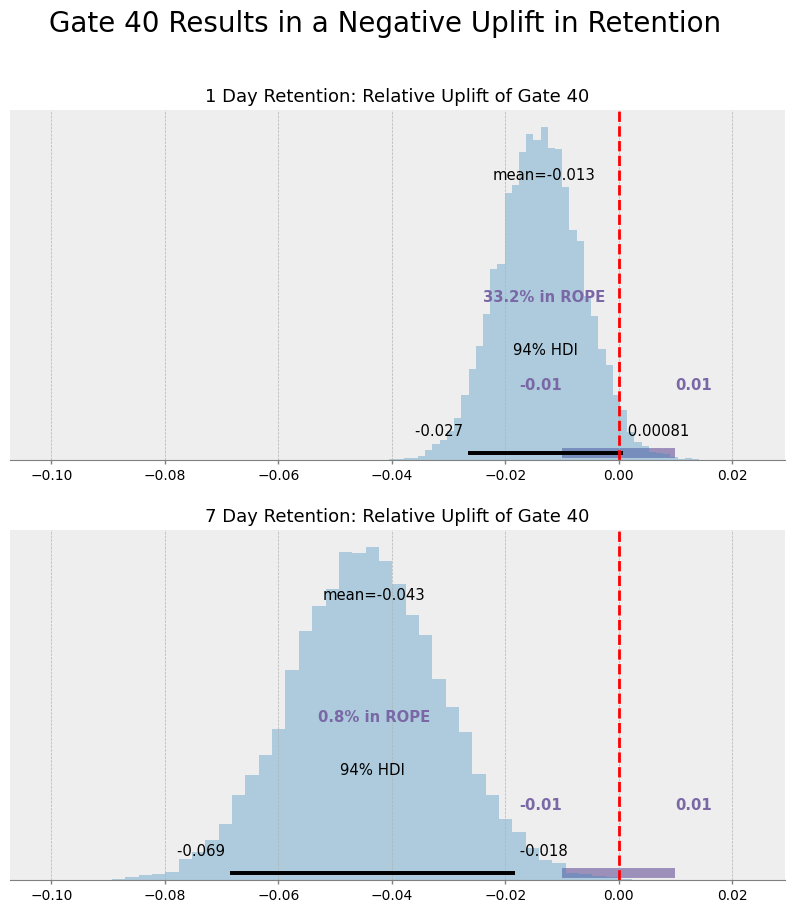 Gate 40 Results in a Negative Uplift in Retention
1 Day Retention: Relative Uplift of Gate 40
mean=-0.013
33.2% in ROPE
94% HDI
-0.01 0.01
-0.027 0.00081
−0.10 −0.08 −0.06 −0.04 −0.02 0.00 0.02
7 Day Retention: Relative Uplift of Gate 40
mean=-0.043
0.8% in ROPE
94% HDI
-0.01 0.01
-0.069 -0.018
−0.10 −0.08 −0.06 −0.04 −0.02 0.00 0.02